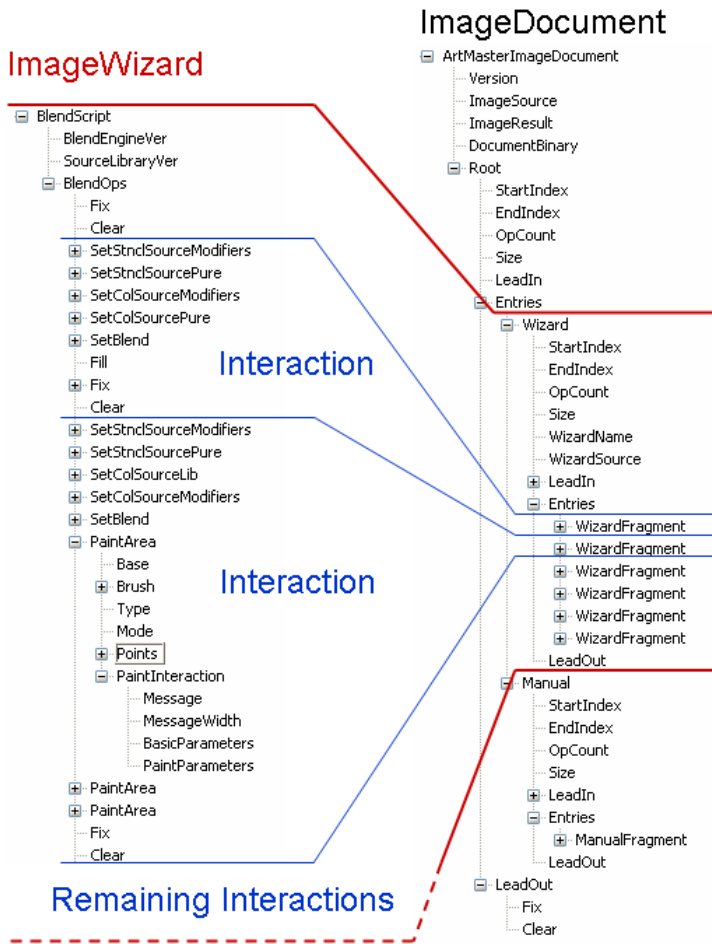 ImageWizard
BlendScript
BlendEngineVer
SourceLibraryVer
BlendOps
Fix
Clear
SetStnclSourceModifiers
SetStnclSourcePure
SetColSourceModifiers
SetColSourcePure
SetBlend
Fill
Fix
Clear
Interaction
SetStnclSourceModifiers
SetStnclSourcePure
SetColSourceLib
SetColSourceModifiers
SetBlend
PaintArea
Base
Brush
Type
Mode
Points
PaintInteraction
Message
MessageWidth
BasicParameters
PaintParameters
PaintArea
PaintArea
Fix
Clear
Interaction
Remaining Interactions
ImageDocument
ArtMasterImageDocument
Version
ImageSource
ImageResult
DocumentBinary
Root
StartIndex
EndIndex
OpCount
Size
LeadIn
Entries
Wizard
StartIndex
EndIndex
OpCount
Size
WizardName
WizardSource
LeadIn
Entries
WizardFragment
WizardFragment
WizardFragment
WizardFragment
WizardFragment
WizardFragment
LeadOut
Manual
StartIndex
EndIndex
OpCount
Size
LeadIn
Entries
ManualFragment
LeadOut
LeadOut
Fix
Clear